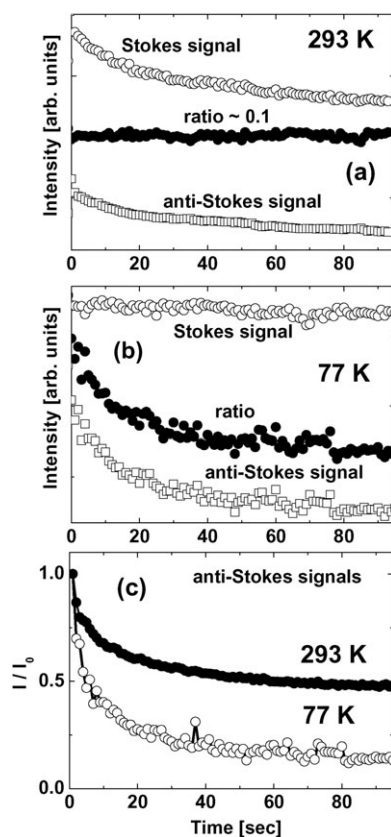 Intensity [arb. units]
Stokes signal
293 K
ratio ~ 0.1
(a)
anti-Stokes signal
0 20 40 60 80
Intensity [arb. units]
Stokes signal
(b)
77 K
ratio
anti-Stokes signal
0 20 40 60 80
I / I0
1.0
0.5
0.0
(c)
anti-Stokes signals
293 K
77 K
0 20 40 60 80
Time [sec]